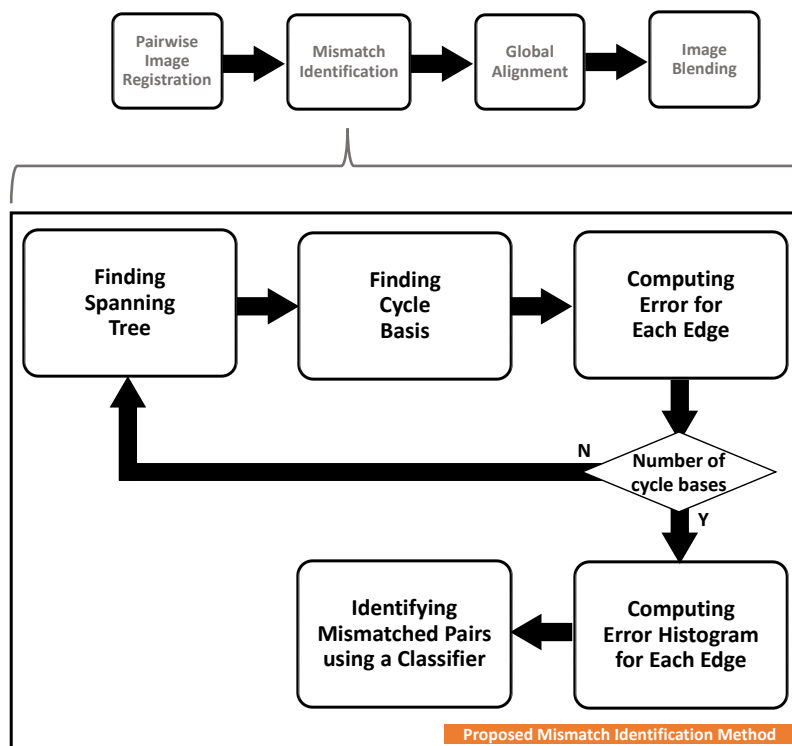 Pairwise
Image
Registration
Mismatch
Identification
Global
Alignment
Image
Blending
Finding
Spanning
Tree
Finding
Cycle
Basis
Computing
Error for
Each Edge
N
Number of
cycle bases
Y
Identifying
Mismatched Pairs
using a Classifier
Computing
Error Histogram
for Each Edge
Proposed Mismatch Identification Method